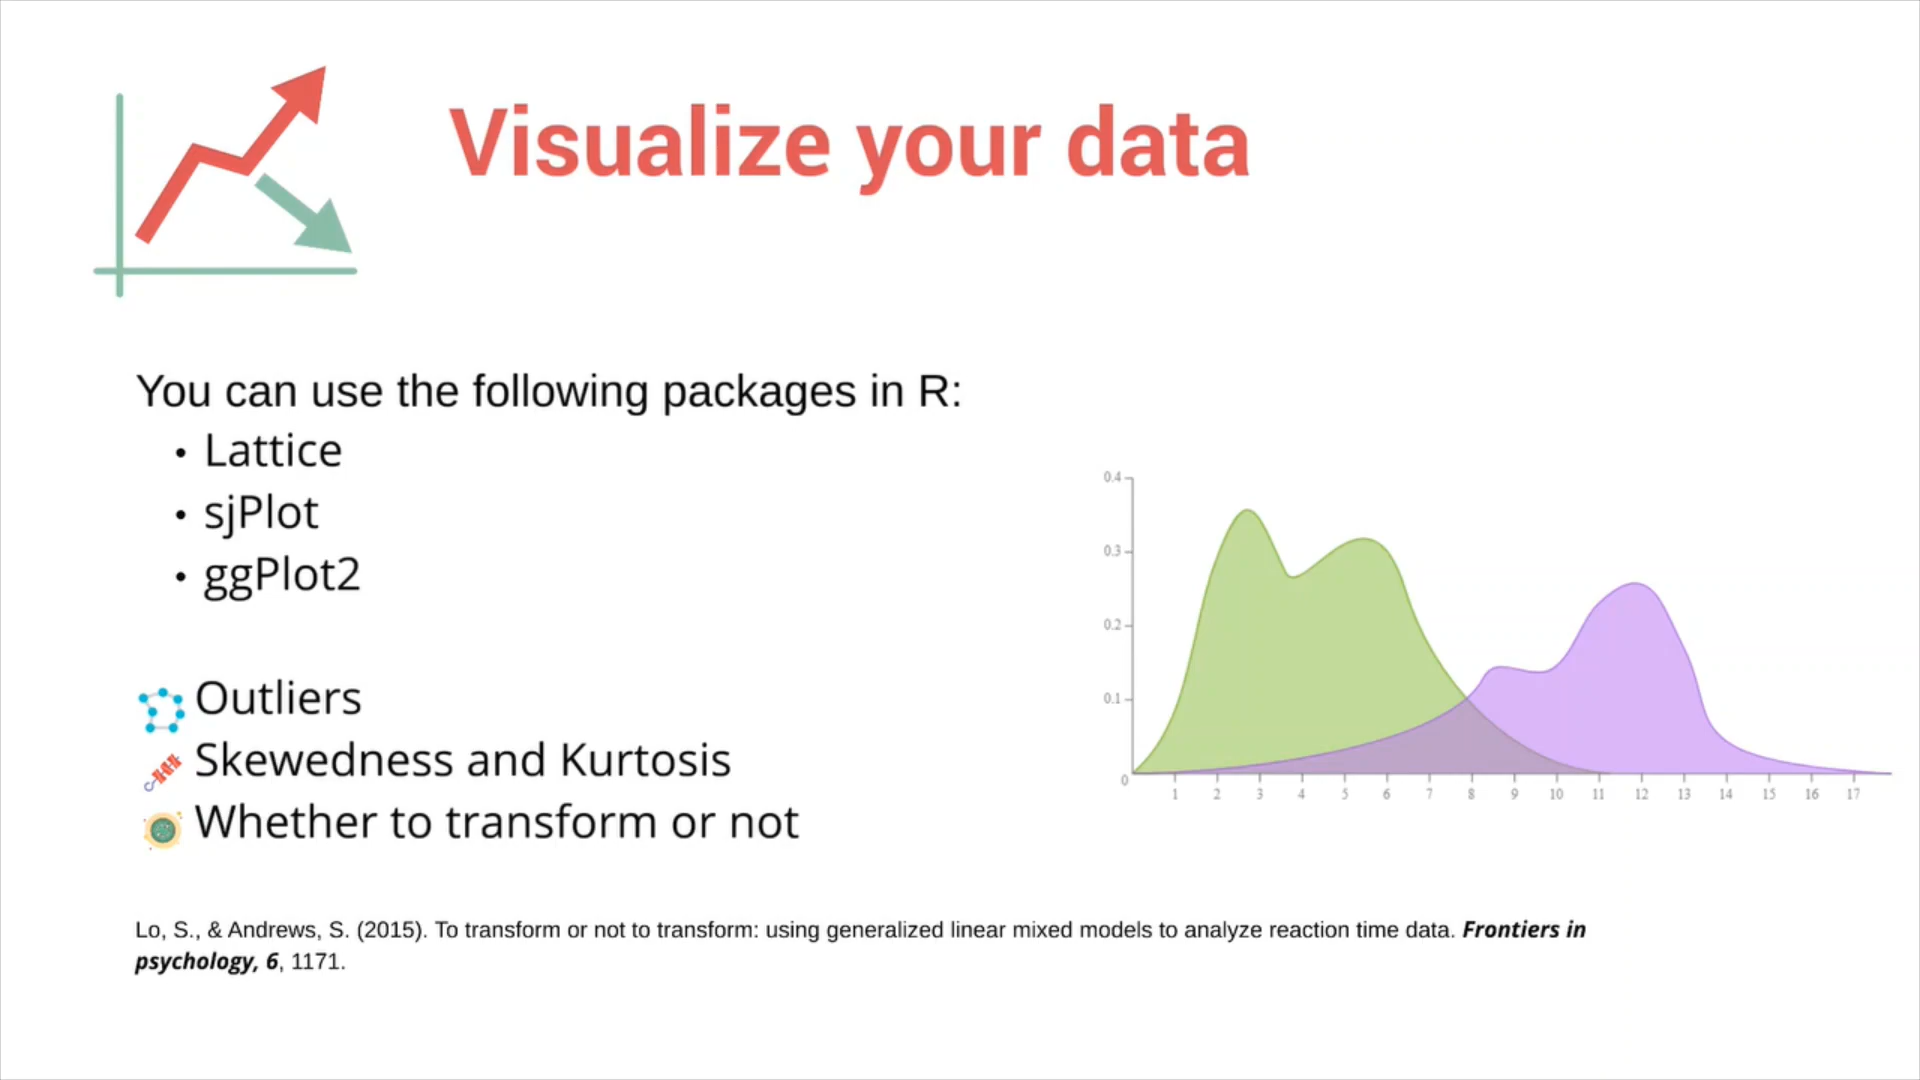 Visualize your data
You can use the following packages in R:
• Lattice
• sjPlot
• ggPlot2
Outliers
Skewedness and Kurtosis
Whether to transform or not
0.4
0.3
0.2
0.1
0
1 2 3 4 5 6 7 8 9 10 11 12 13 14 15 16 17
Lo, S., & Andrews, S. (2015). To transform or not to transform: using generalized linear mixed models to analyze reaction time data. Frontiers in
psychology, 6, 1171.